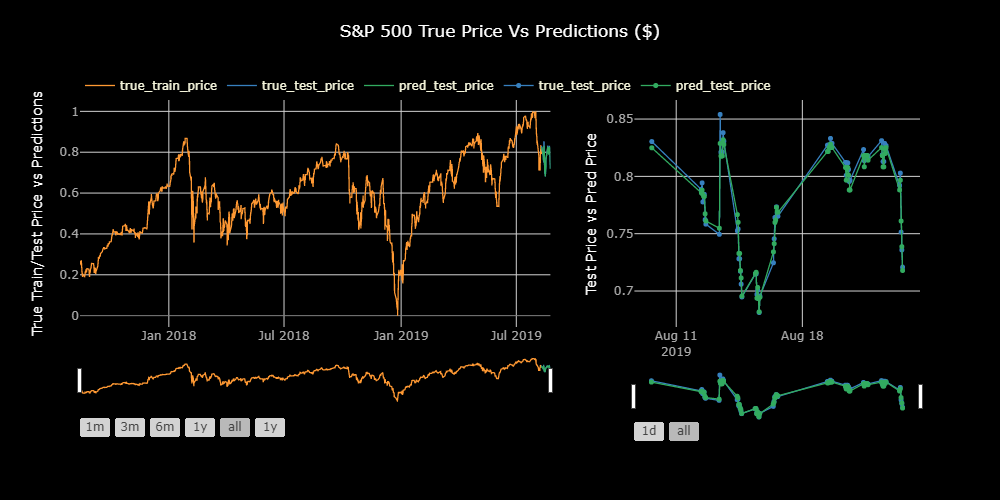 S&P 500 True Price Vs Predictions ($)
true_train_price true_test_price pred_test_price true_test_price pred_test_price
True Train/Test Price vs Predictions
1
0.8
0.6
0.4
0.2
0
Jan 2018 Jul 2018 Jan 2019 Jul 2019
1m 3m 6m 1y all 1y
Test Price vs Pred Price
0.85
0.8
0.75
0.7
Aug 11 Aug 18
2019
1d all